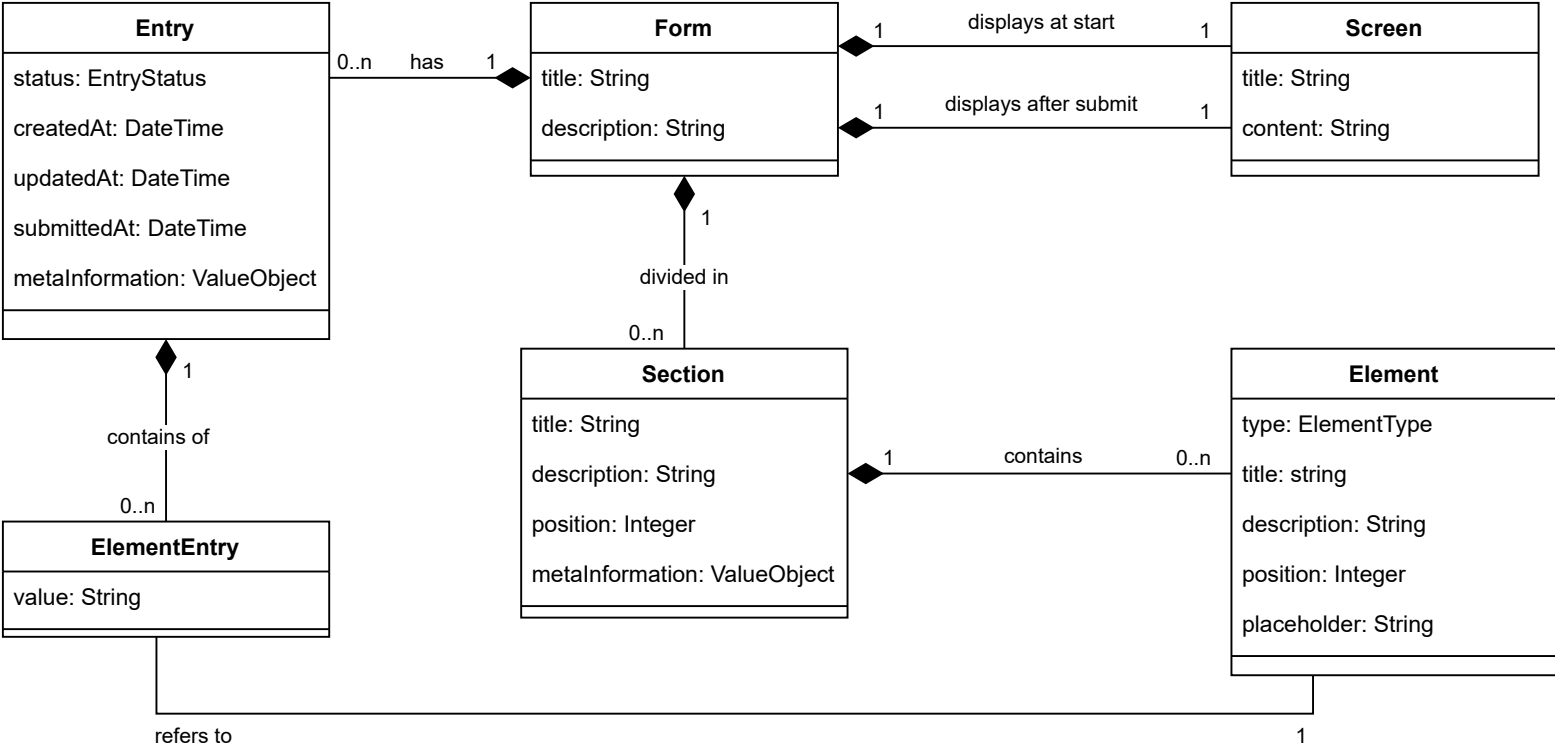 Entry
status: EntryStatus
createdAt: DateTime
updatedAt: DateTime
submittedAt: DateTime
metaInformation: ValueObject
0..n has 1
Form
title: String
description: String
1 displays at start 1
1 displays after submit 1
Screen
title: String
content: String
1
divided in
0..n
1
contains of
0..n
ElementEntry
value: String
Section
title: String
description: String
position: Integer
metaInformation: ValueObject
1 contains 0..n
Element
type: ElementType
title: string
description: String
position: Integer
placeholder: String
refers to 1